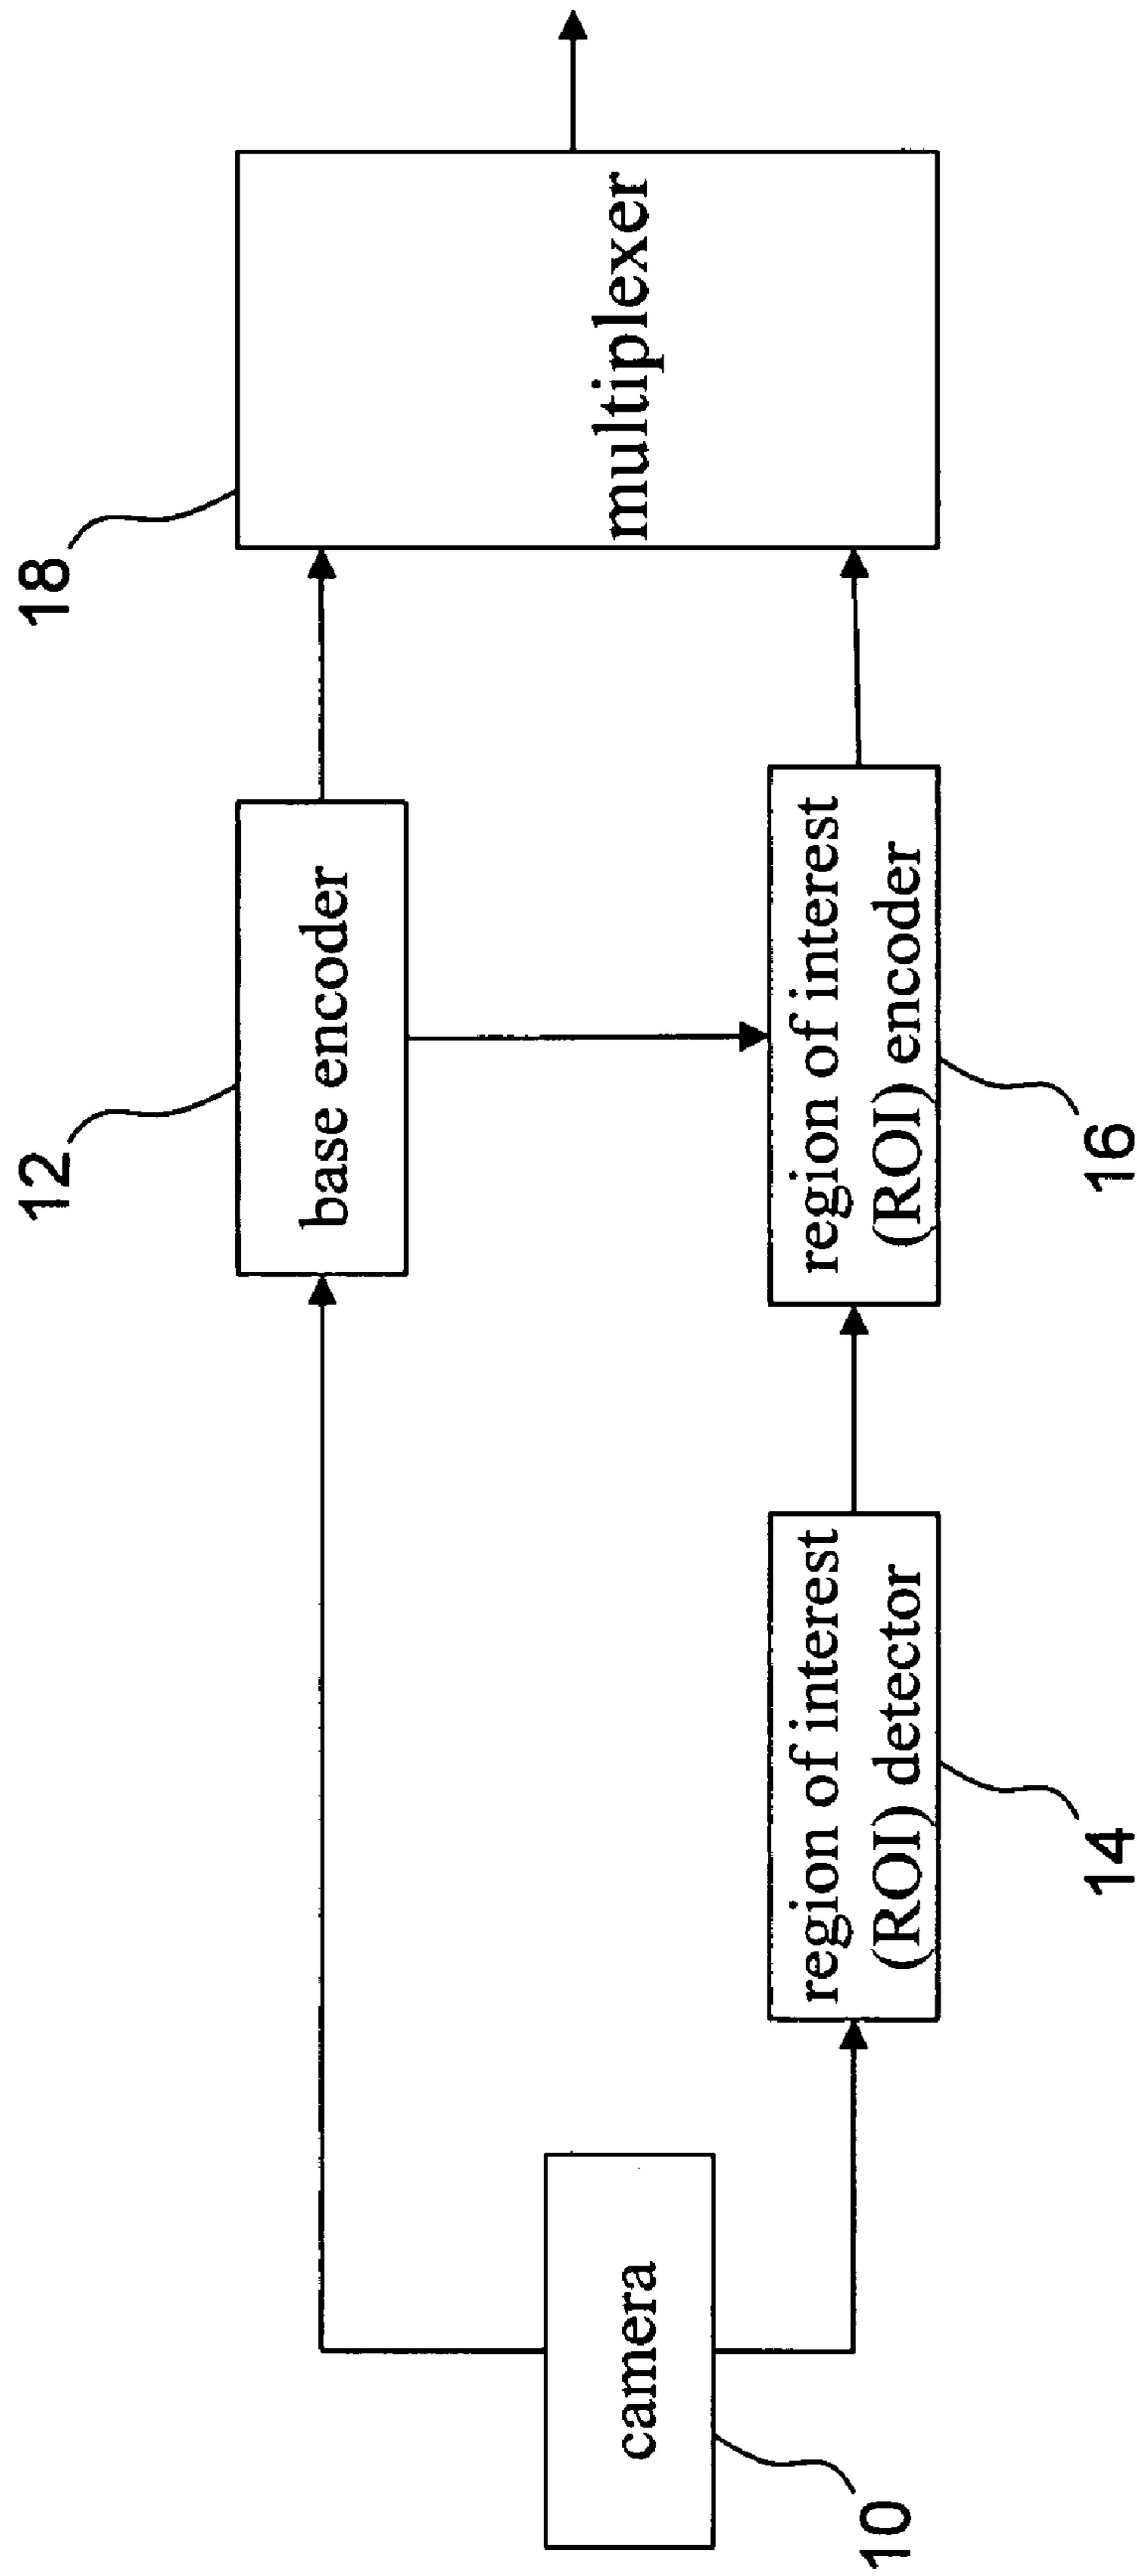 18
multiplexer
12
base encoder
region of interest
(ROI) encoder
16
region of interest
(ROI) detector
14
camera
10